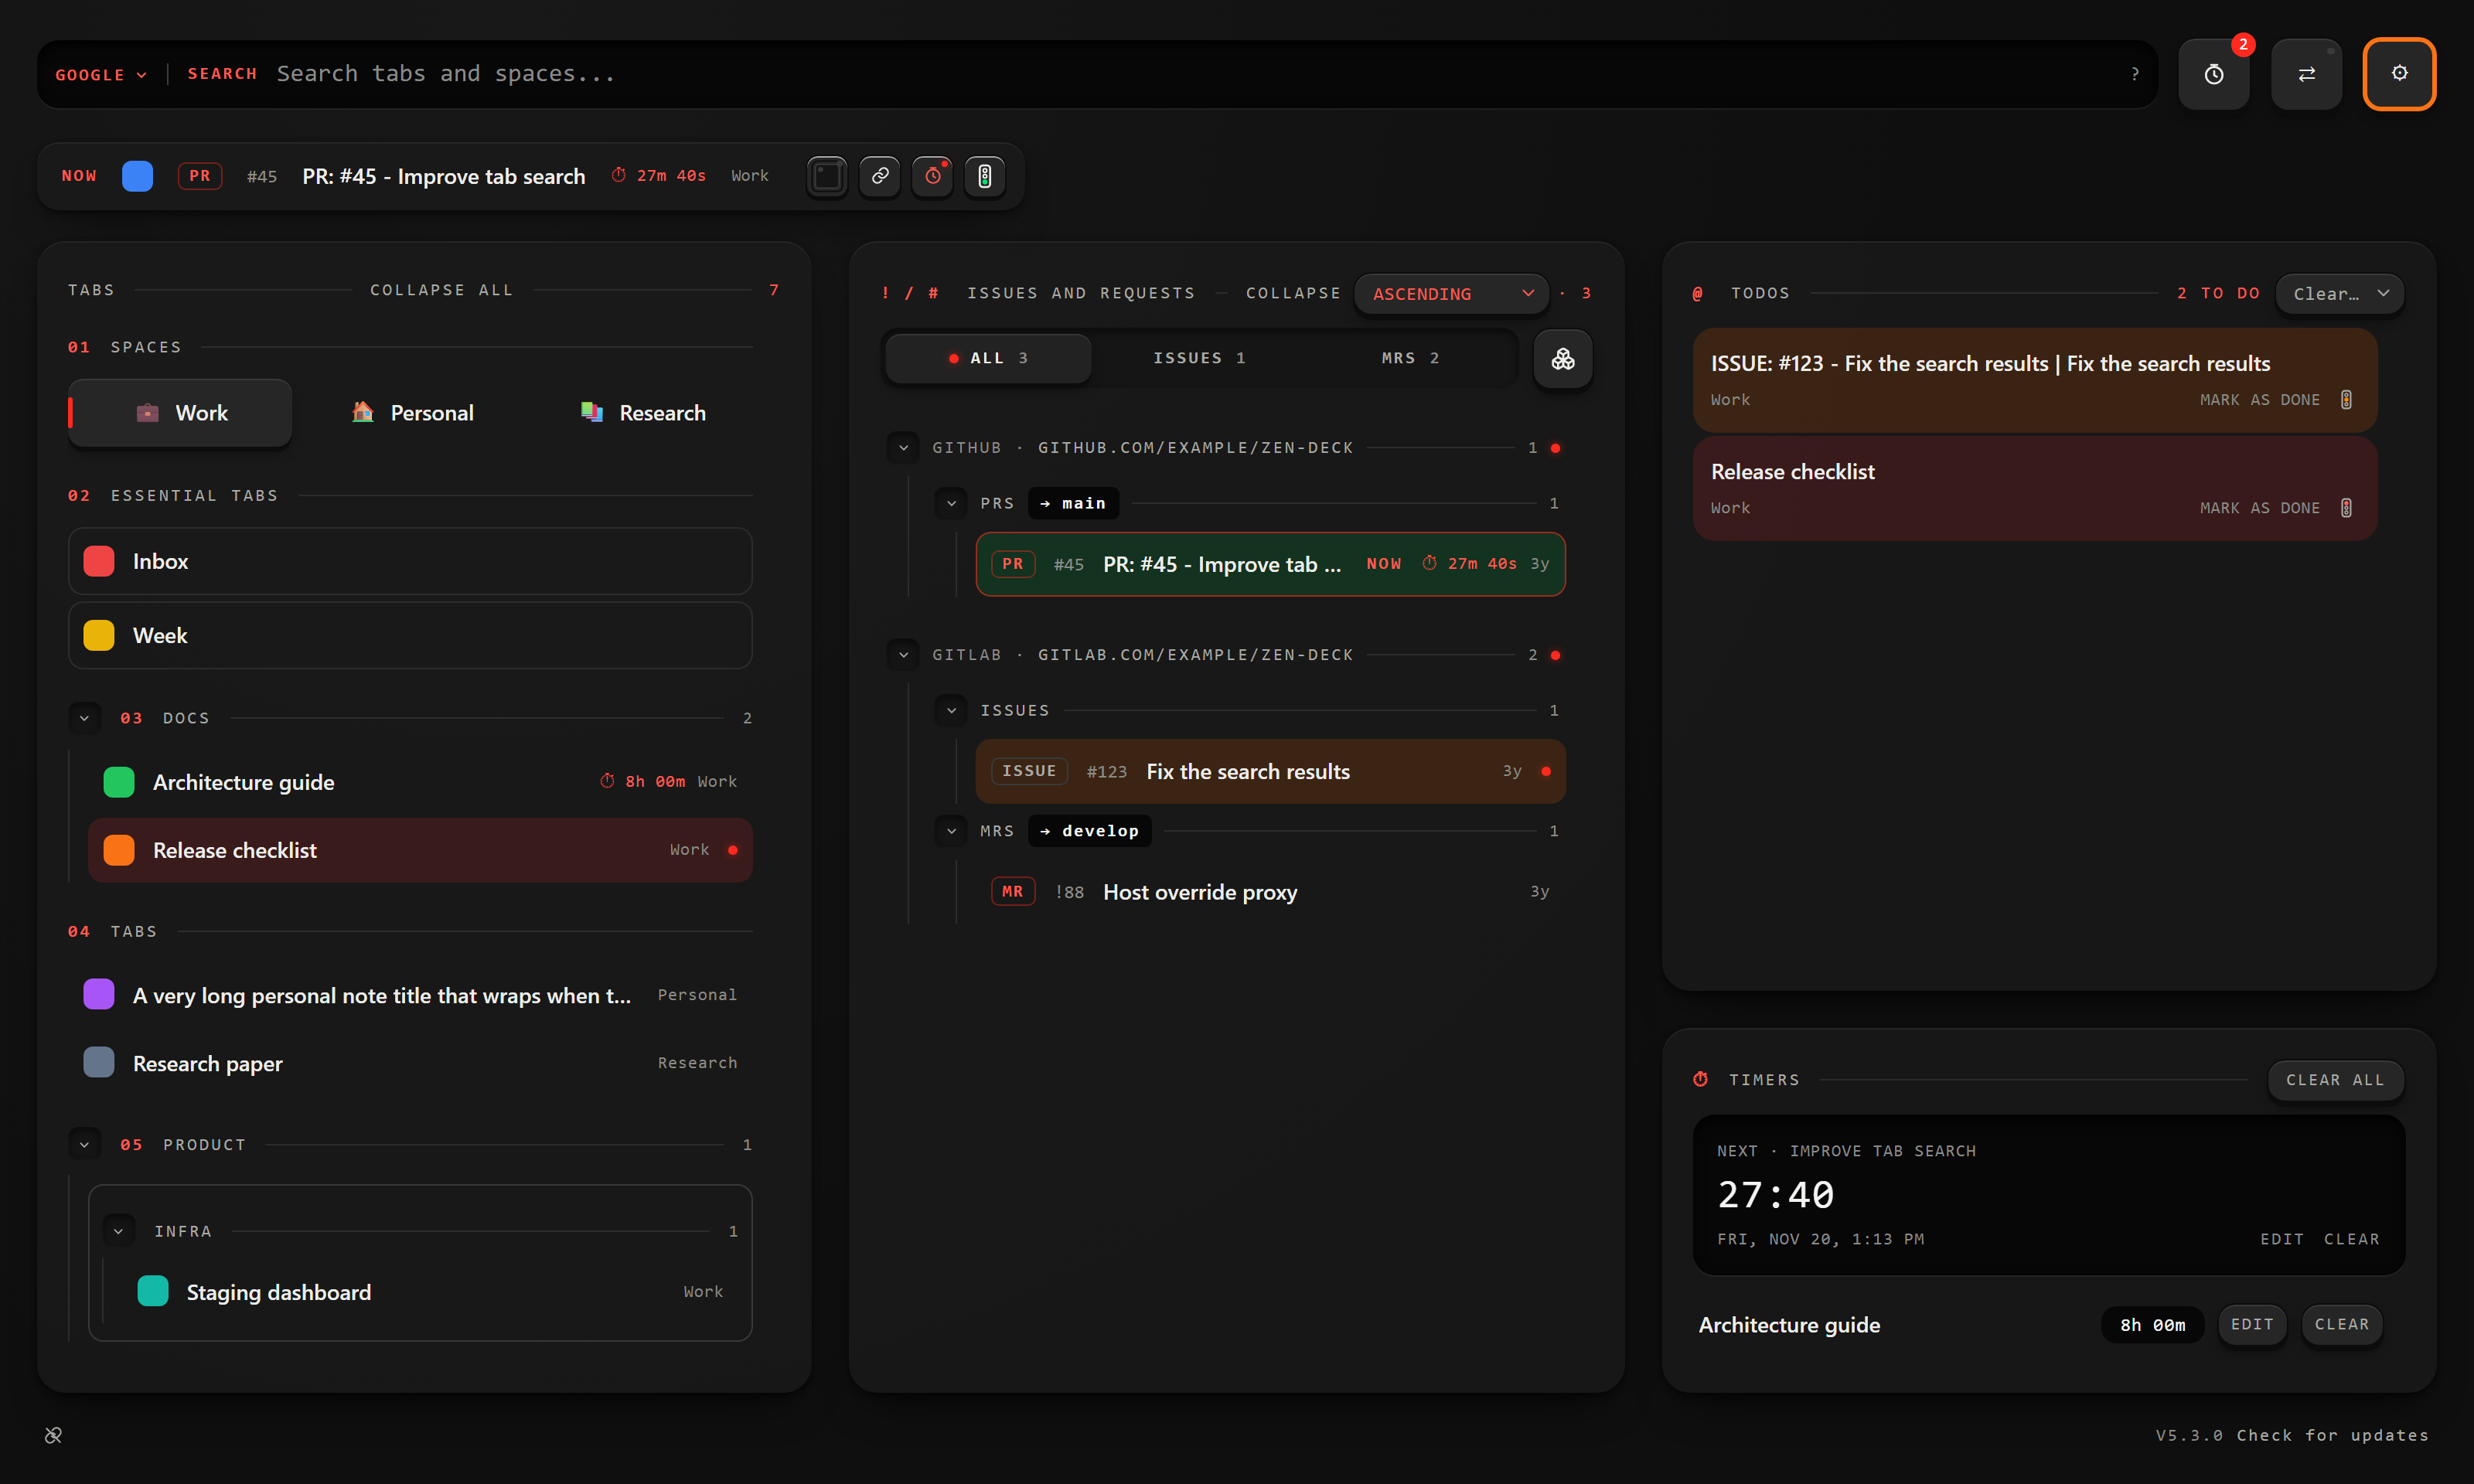 GOOGLE SEARCH Search tabs and spaces... ? 2
NOW PR #45 PR: #45 - Improve tab search 27m 40s Work
TABS COLLAPSE ALL 7
01 SPACES
Work Personal Research
02 ESSENTIAL TABS
Inbox
Week
03 DOCS 2
Architecture guide 8h 00m Work
Release checklist Work
04 TABS
A very long personal note title that wraps when t... Personal
Research paper Research
05 PRODUCT 1
INFRA 1
Staging dashboard Work
! / # ISSUES AND REQUESTS COLLAPSE ASCENDING · 3
ALL 3 ISSUES 1 MRS 2
GITHUB · GITHUB.COM/EXAMPLE/ZEN-DECK 1
PRS → main 1
PR #45 PR: #45 - Improve tab ... NOW 27m 40s 3y
GITLAB · GITLAB.COM/EXAMPLE/ZEN-DECK 2
ISSUES 1
ISSUE #123 Fix the search results 3y
MRS → develop 1
MR !88 Host override proxy 3y
@ TODOS 2 TO DO Clear…
ISSUE: #123 - Fix the search results | Fix the search results
Work MARK AS DONE
Release checklist
Work MARK AS DONE
TIMERS CLEAR ALL
NEXT · IMPROVE TAB SEARCH
27:40
FRI, NOV 20, 1:13 PM EDIT CLEAR
Architecture guide 8h 00m EDIT CLEAR
V5.3.0 Check for updates